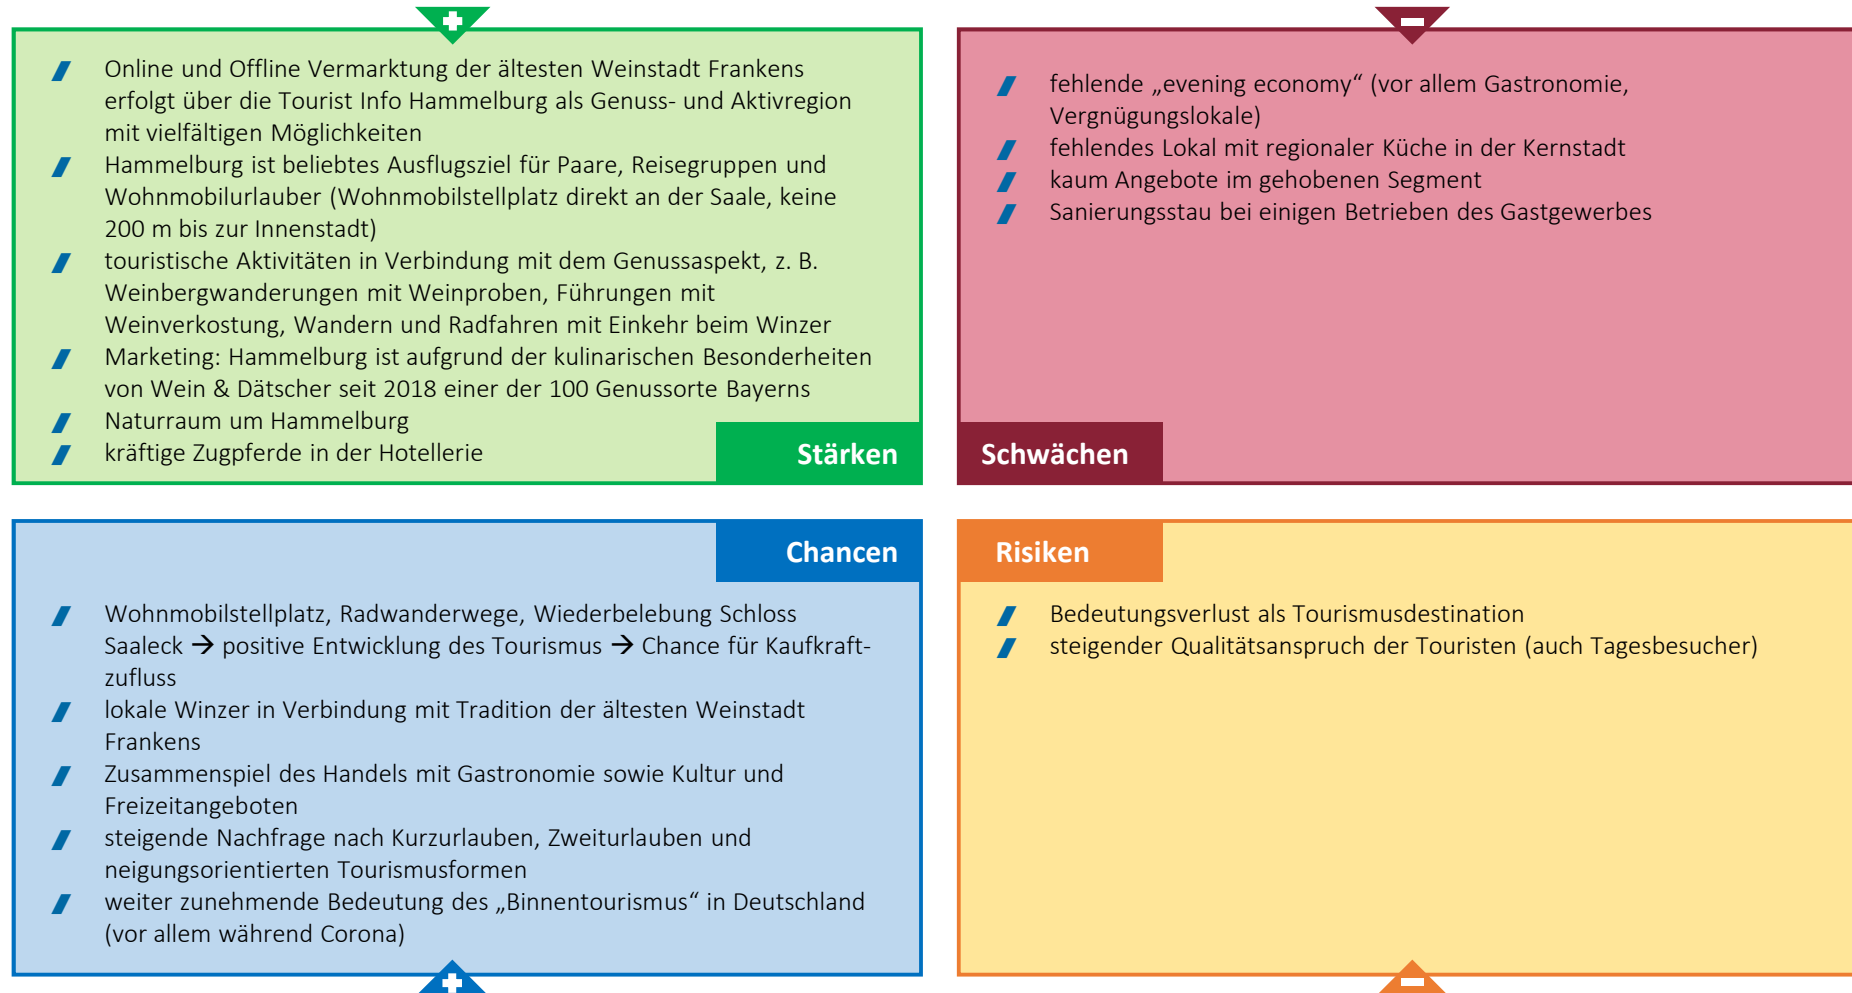 Online und Offline Vermarktung der ältesten Weinstadt Frankens
erfolgt über die Tourist Info Hammelburg als Genuss- und Aktivregion
mit vielfältigen Möglichkeiten
Hammelburg ist beliebtes Ausflugsziel für Paare, Reisegruppen und
Wohnmobilurlauber (Wohnmobilstellplatz direkt an der Saale, keine
200 m bis zur Innenstadt)
touristische Aktivitäten in Verbindung mit dem Genussaspekt, z. B.
Weinbergwanderungen mit Weinproben, Führungen mit
Weinverkostung, Wandern und Radfahren mit Einkehr beim Winzer
Marketing: Hammelburg ist aufgrund der kulinarischen Besonderheiten
von Wein & Dätscher seit 2018 einer der 100 Genussorte Bayerns
Naturraum um Hammelburg
kräftige Zugpferde in der Hotellerie
Stärken
fehlende „evening economy“ (vor allem Gastronomie,
Vergnügungslokale)
fehlendes Lokal mit regionaler Küche in der Kernstadt
kaum Angebote im gehobenen Segment
Sanierungsstau bei einigen Betrieben des Gastgewerbes
Schwächen
Chancen
Wohnmobilstellplatz, Radwanderwege, Wiederbelebung Schloss
Saaleck → positive Entwicklung des Tourismus → Chance für Kaufkraft-
zufluss
lokale Winzer in Verbindung mit Tradition der ältesten Weinstadt
Frankens
Zusammenspiel des Handels mit Gastronomie sowie Kultur und
Freizeitangeboten
steigende Nachfrage nach Kurzurlauben, Zweiturlauben und
neigungsorientierten Tourismusformen
weiter zunehmende Bedeutung des „Binnentourismus“ in Deutschland
(vor allem während Corona)
Risiken
Bedeutungsverlust als Tourismusdestination
steigender Qualitätsanspruch der Touristen (auch Tagesbesucher)